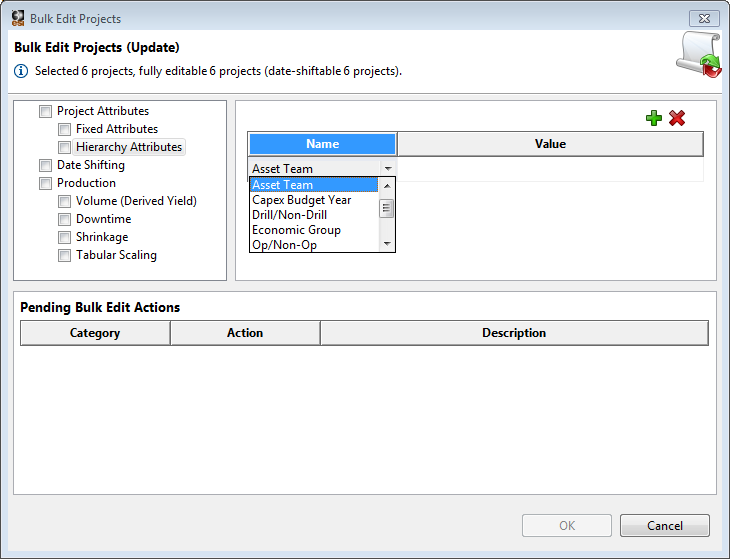 Bulk Edit Projects
Bulk Edit Projects (Update)
Selected 6 projects, fully editable 6 projects (date-shiftable 6 projects).
Project Attributes
Fixed Attributes
Hierarchy Attributes
Date Shifting
Production
Volume (Derived Yield)
Downtime
Shrinkage
Tabular Scaling
Name Value
Asset Team
Asset Team
Capex Budget Year
Drill/Non-Drill
Economic Group
Op/Non-Op
Pending Bulk Edit Actions
Category Action Description
OK Cancel